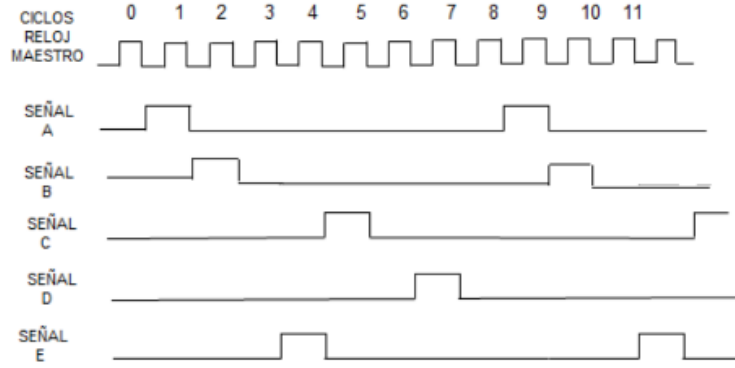 CICLOS
RELOJ
MAESTRO
0 1 2 3 4 5 6 7 8 9 10 11
SEÑAL
A
SEÑAL
B
SEÑAL
C
SEÑAL
D
SEÑAL
E